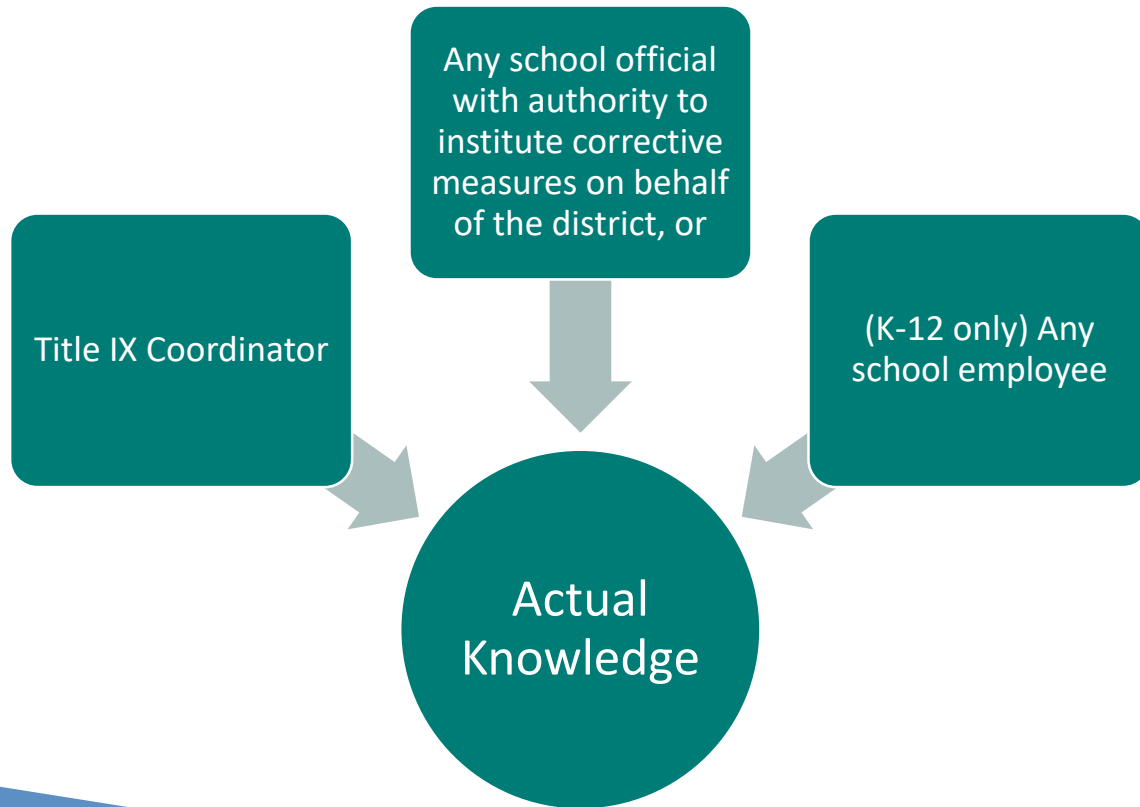 Title IX Coordinator
Any school official
with authority to
institute corrective
measures on behalf
of the district, or
(K-12 only) Any
school employee
Actual
Knowledge